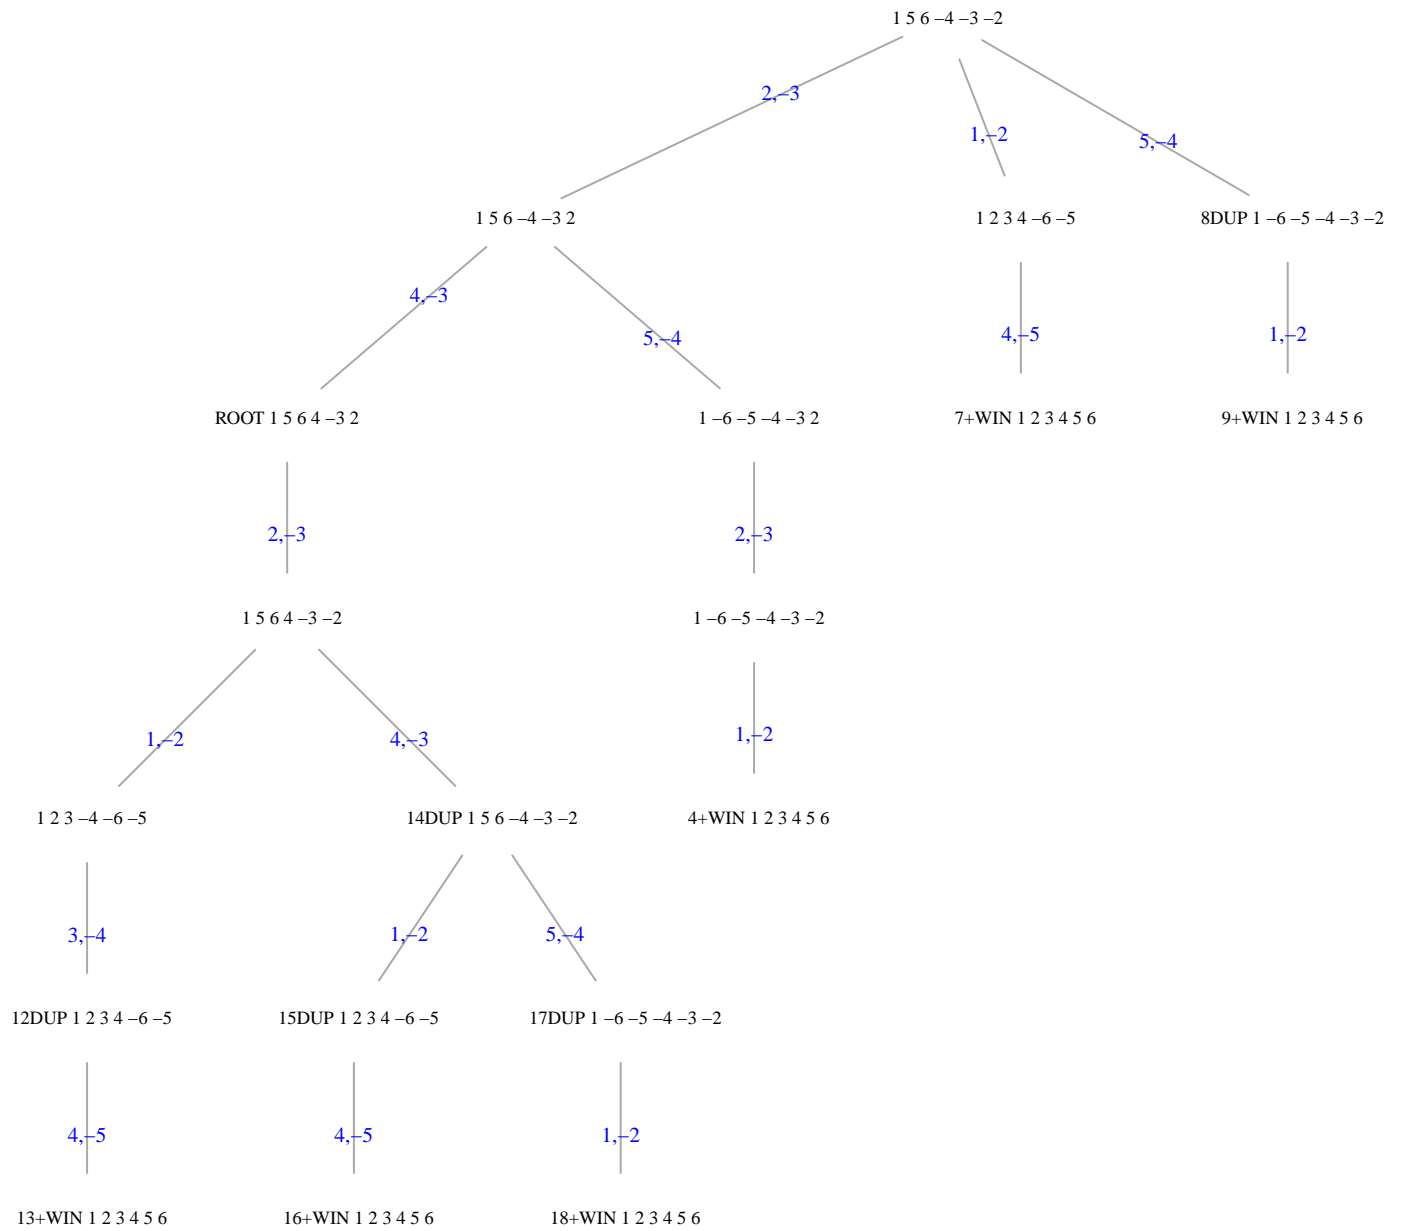 1 5 6 –4 –3 –2
2,–3
1,–2
5,–4
1 5 6 –4 –3 2
1 2 3 4 –6 –5
8DUP 1 –6 –5 –4 –3 –2
4,–3
5,–4
4,–5
1,–2
ROOT 1 5 6 4 –3 2
1 –6 –5 –4 –3 2
7+WIN 1 2 3 4 5 6
9+WIN 1 2 3 4 5 6
2,–3
2,–3
1 5 6 4 –3 –2
1 –6 –5 –4 –3 –2
1,–2
4,–3
1,–2
1 2 3 –4 –6 –5
14DUP 1 5 6 –4 –3 –2
4+WIN 1 2 3 4 5 6
3,–4
1,–2
5,–4
12DUP 1 2 3 4 –6 –5
15DUP 1 2 3 4 –6 –5
17DUP 1 –6 –5 –4 –3 –2
4,–5
4,–5
1,–2
13+WIN 1 2 3 4 5 6
16+WIN 1 2 3 4 5 6
18+WIN 1 2 3 4 5 6